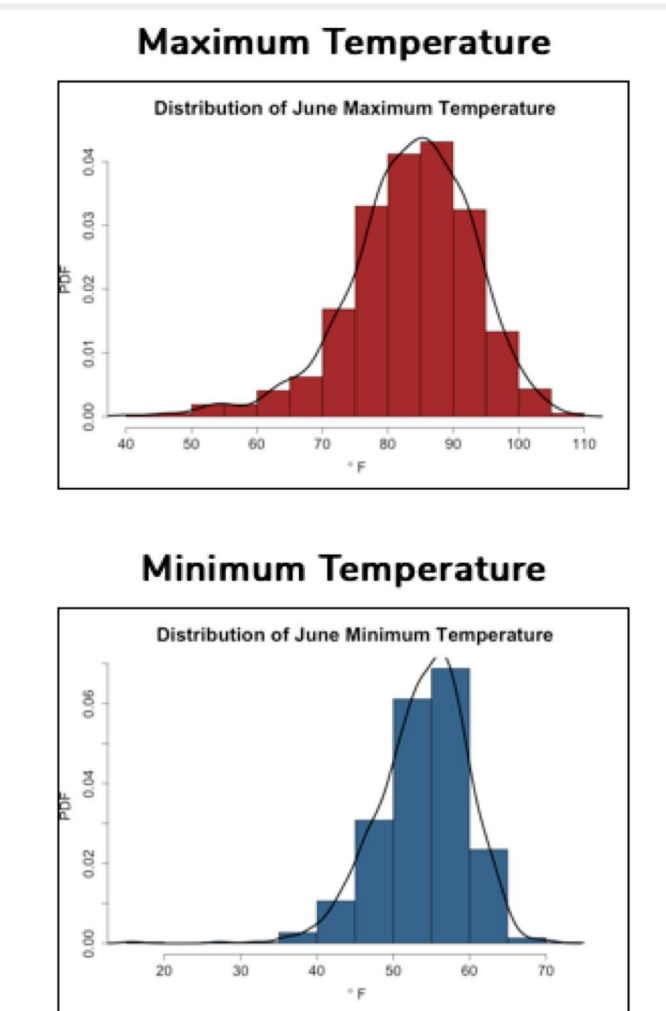 Maximum Temperature
Distribution of June Maximum Temperature
PDF
0.04
0.03
0.02
0.01
0.00
40 50 60 70 80 90 100 110
° F
Minimum Temperature
Distribution of June Minimum Temperature
PDF
0.06
0.04
0.02
0.00
20 30 40 50 60 70
° F